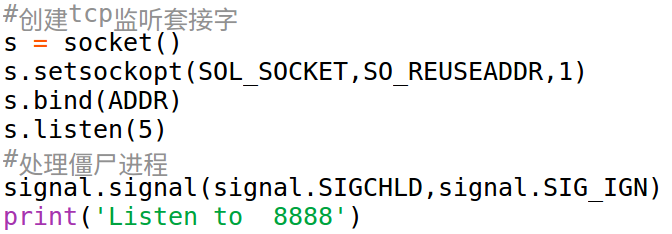 #创建tcp监听套接字
s = socket()
s.setsockopt(SOL_SOCKET,SO_REUSEADDR,1)
s.bind(ADDR)
s.listen(5)
#处理僵尸进程
signal.signal(signal.SIGCHLD,signal.SIG_IGN)
print('Listen to  8888')